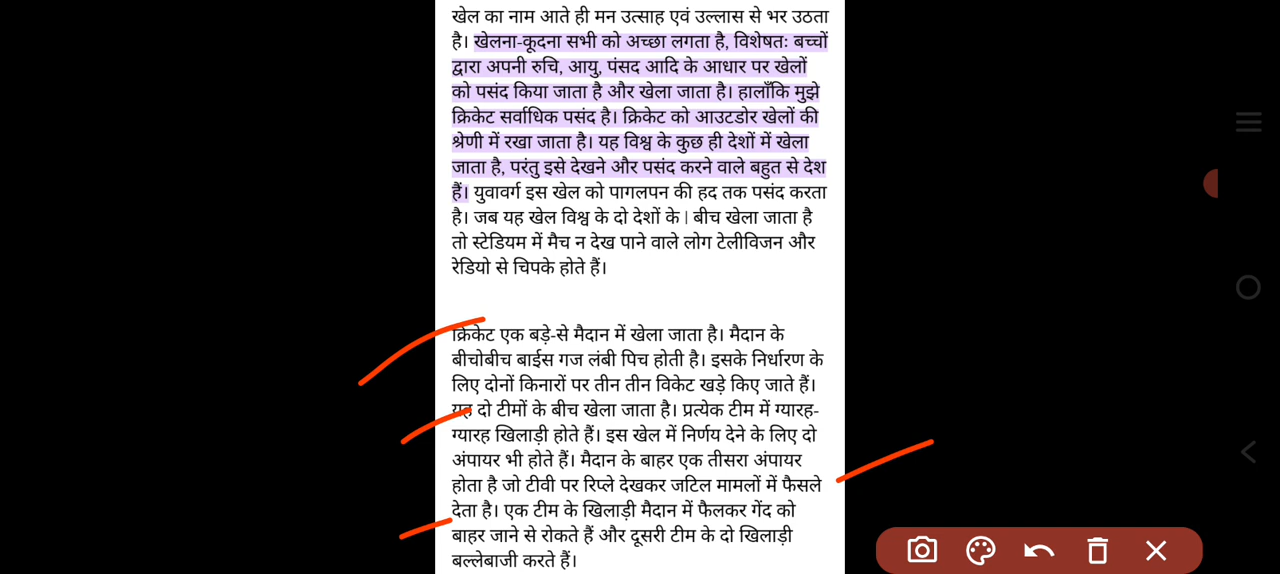 खेल का नाम आते ही मन उत्साह एवं उल्लास से भर उठता
है। खेलना-कूदना सभी को अच्छा लगता है, विशेषतः बच्चों
द्वारा अपनी रुचि, आयु, पंसद आदि के आधार पर खेलों
को पसंद किया जाता है और खेला जाता है। हालाँकि मुझे
क्रिकेट सर्वाधिक पसंद है। क्रिकेट को आउटडोर खेलों की
श्रेणी में रखा जाता है। यह विश्व के कुछ ही देशों में खेला
जाता है, परंतु इसे देखने और पसंद करने वाले बहुत से देश
हैं। युवावर्ग इस खेल को पागलपन की हद तक पसंद करता
है। जब यह खेल विश्व के दो देशों के | बीच खेला जाता है
तो स्टेडियम में मैच न देख पाने वाले लोग टेलीविजन और
रेडियो से चिपके होते हैं।
क्रिकेट एक बड़े-से मैदान में खेला जाता है। मैदान के
बीचोबीच बाईस गज लंबी पिच होती है। इसके निर्धारण के
लिए दोनों किनारों पर तीन तीन विकेट खड़े किए जाते हैं।
यह दो टीमों के बीच खेला जाता है। प्रत्येक टीम में ग्यारह-
ग्यारह खिलाड़ी होते हैं। इस खेल में निर्णय देने के लिए दो
अंपायर भी होते हैं। मैदान के बाहर एक तीसरा अंपायर
होता है जो टीवी पर रिप्ले देखकर जटिल मामलों में फैसले
देता है। एक टीम के खिलाड़ी मैदान में फैलकर गेंद को
बाहर जाने से रोकते हैं और दूसरी टीम के दो खिलाड़ी
बल्लेबाजी करते हैं।